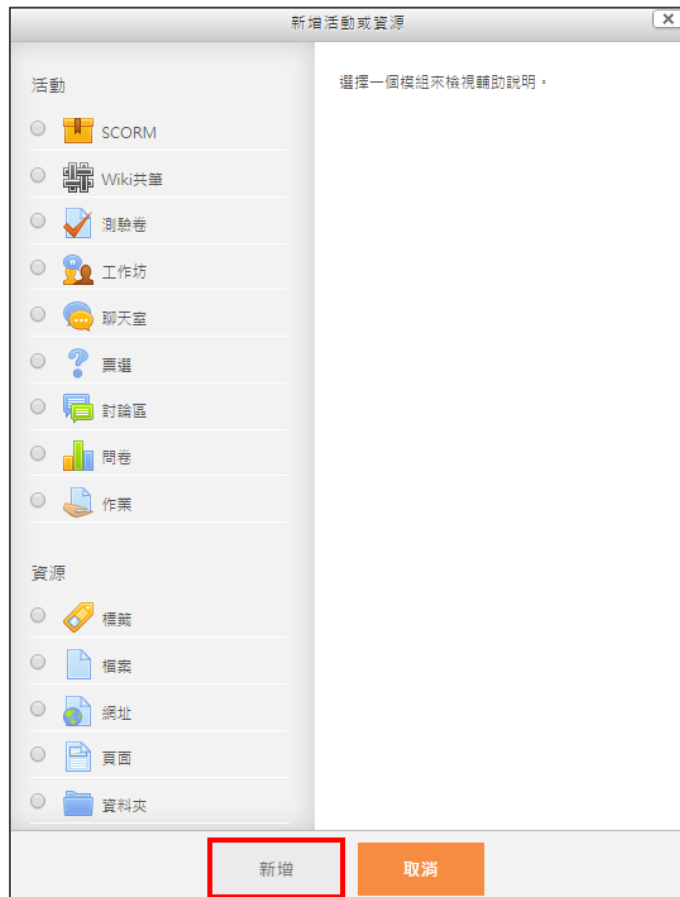 新增活動或資源
活動
SCORM
Wiki共筆
測驗卷
工作坊
聊天室
票選
討論區
問卷
作業
資源
標籤
檔案
網址
頁面
資料夾
選擇一個模組來檢視輔助說明。
新增
取消